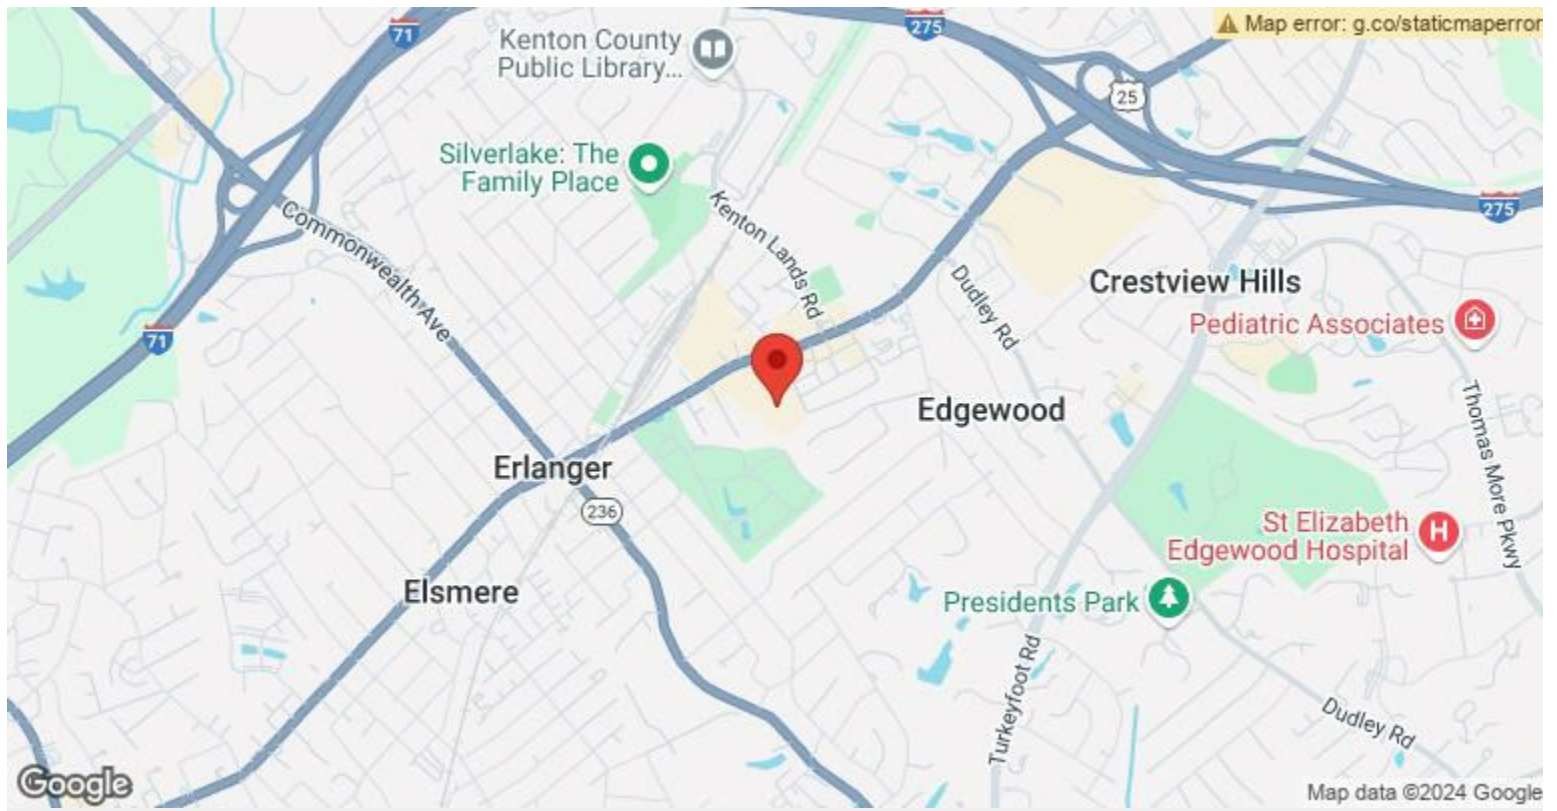 71
275
Map error: g.co/staticmaperror
Kenton County
Public Library...
25
Silverlake: The
Family Place
Kenton Lands Rd
275
Commonwealth Ave
Dudley Rd
Crestview Hills
Pediatric Associates
71
Edgewood
Thomas More Pkwy
Erlanger
236
St Elizabeth
Edgewood Hospital
H
Elsmere
Presidents Park
Turkeyfoot Rd
Dudley Rd
Google
Map data ©2024 Google